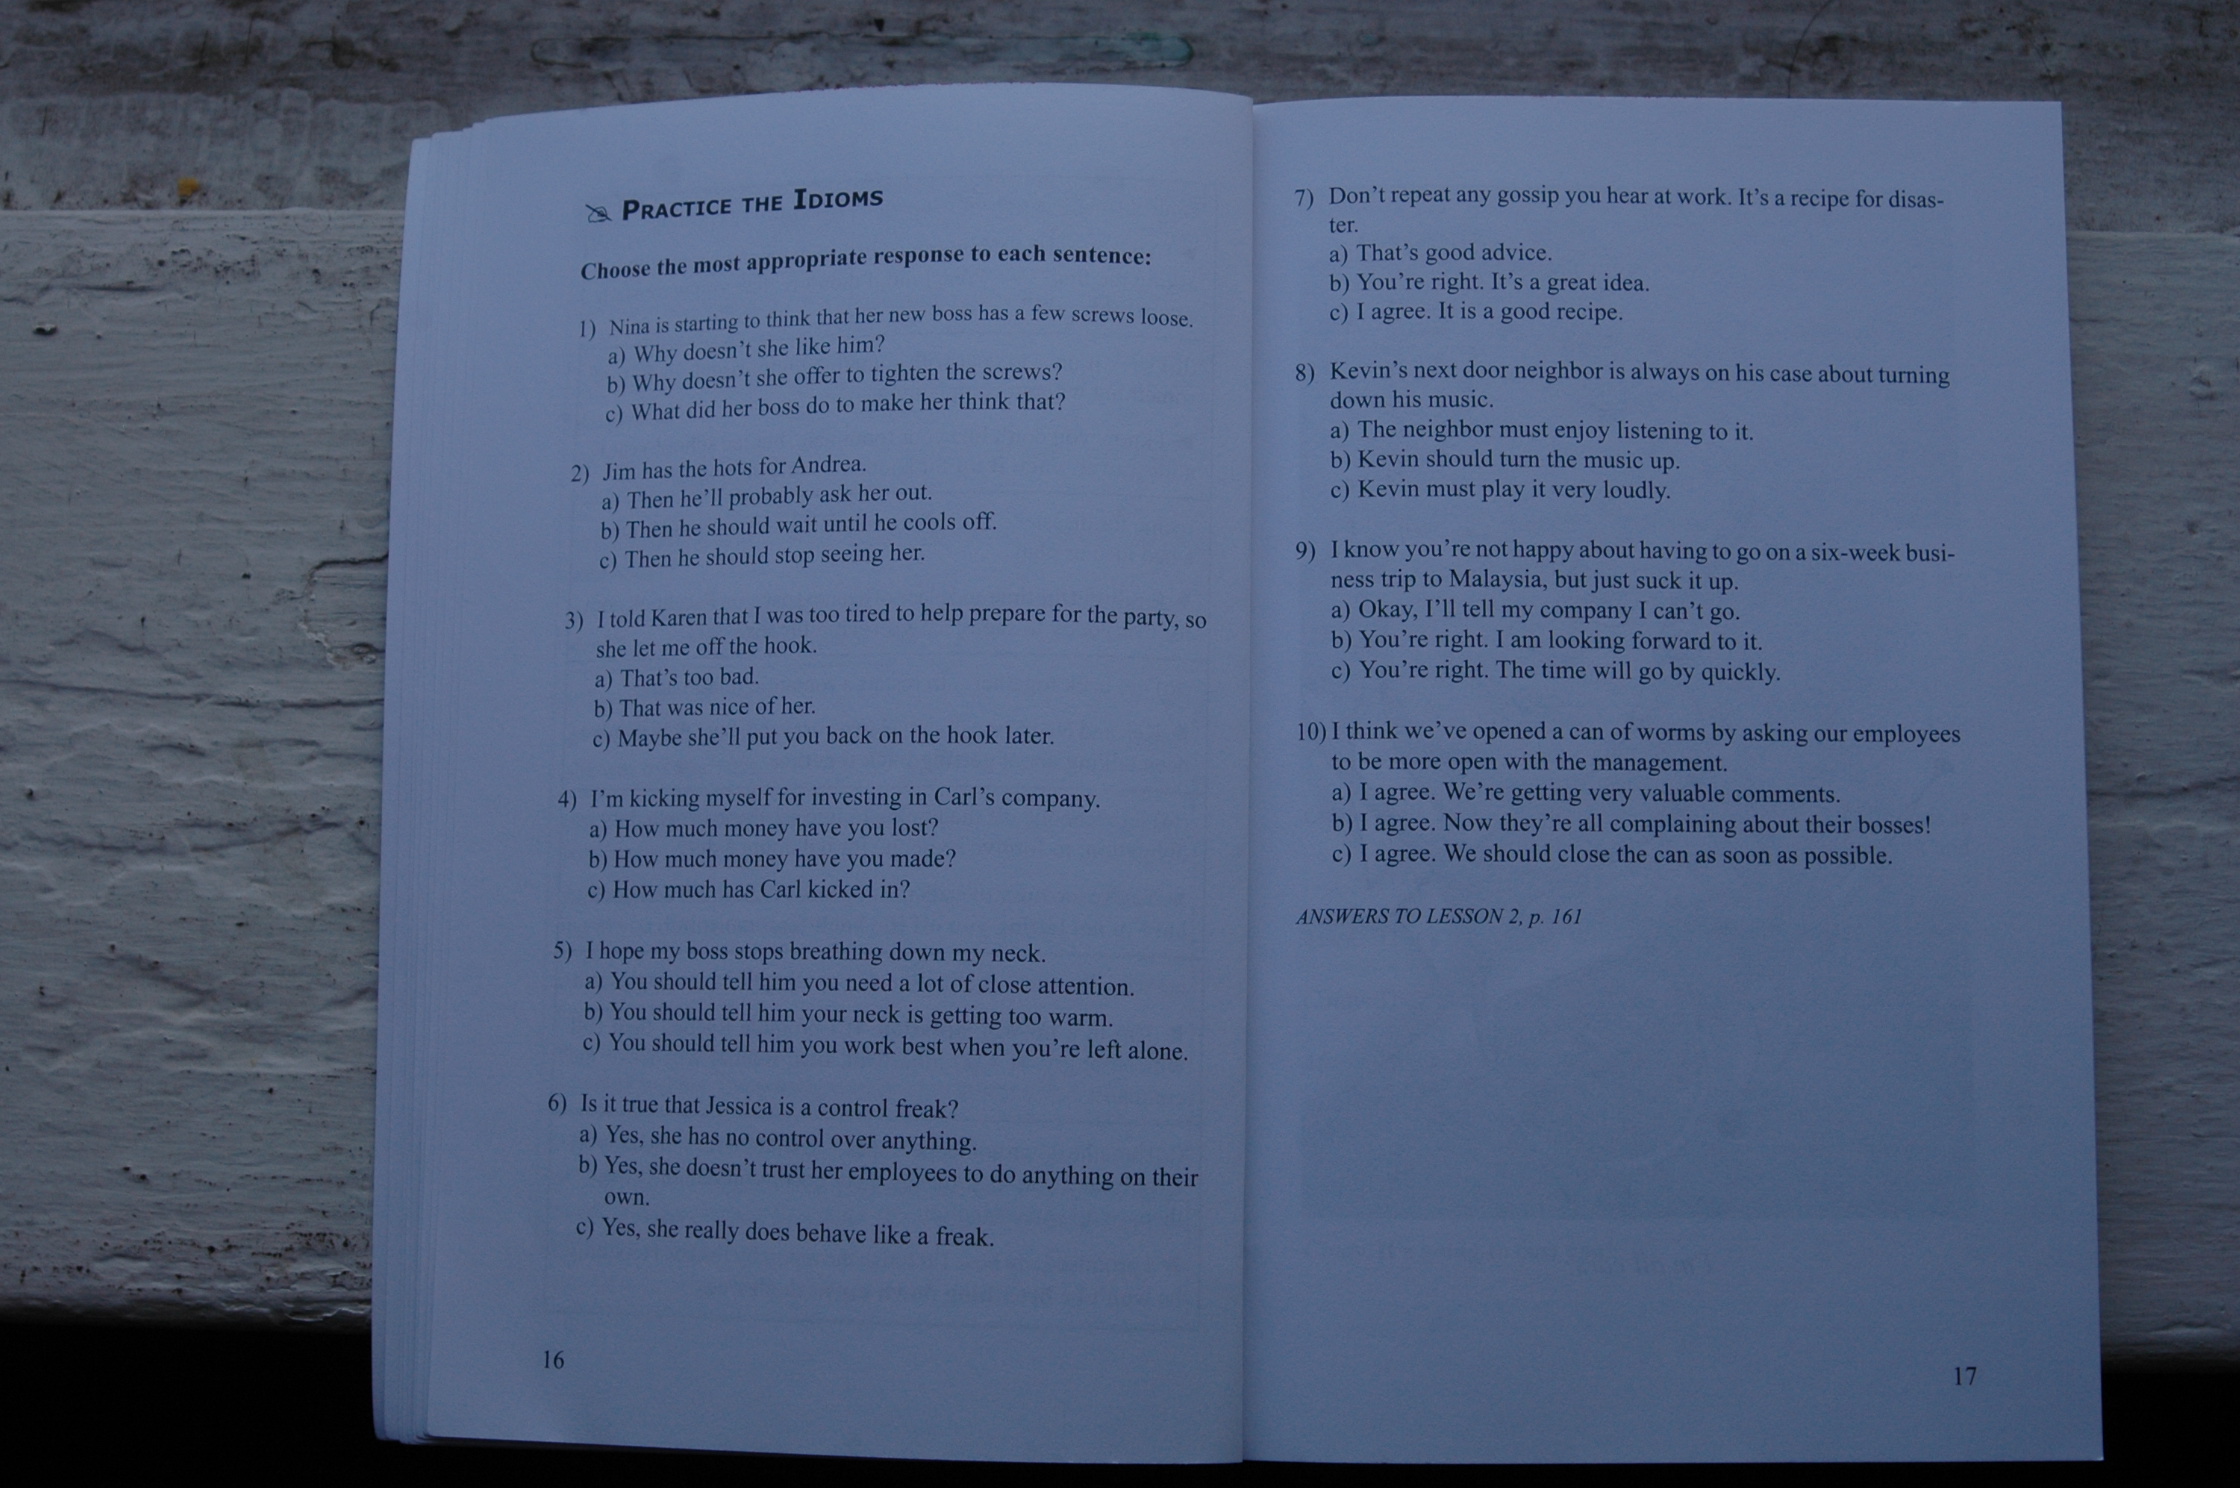 PRACTICE THE IDIOMS
Choose the most appropriate response to each sentence:
1) Nina is starting to think that her new boss has a few screws loose.
a) Why doesn't she like him?
b) Why doesn't she offer to tighten the screws?
c) What did her boss do to make her think that?
2) Jim has the hots for Andrea.
a) Then he'll probably ask her out.
b) Then he should wait until he cools off.
c) Then he should stop seeing her.
3) I told Karen that I was too tired to help prepare for the party, so
she let me off the hook.
a) That's too bad.
b) That was nice of her.
c) Maybe she'll put you back on the hook later.
4) I'm kicking myself for investing in Carl's company.
a) How much money have you lost?
b) How much money have you made?
c) How much has Carl kicked in?
5) I hope my boss stops breathing down my neck.
a) You should tell him you need a lot of close attention.
b) You should tell him your neck is getting too warm.
c) You should tell him you work best when you're left alone.
6) Is it true that Jessica is a control freak?
a) Yes, she has no control over anything.
b) Yes, she doesn't trust her employees to do anything on their
own.
c) Yes, she really does behave like a freak.
16
7) Don't repeat any gossip you hear at work. It's a recipe for disas-
ter.
a) That's good advice.
b) You're right. It's a great idea.
c) I agree. It is a good recipe.
8) Kevin's next door neighbor is always on his case about turning
down his music.
a) The neighbor must enjoy listening to it.
b) Kevin should turn the music up.
c) Kevin must play it very loudly.
9) I know you're not happy about having to go on a six-week busi-
ness trip to Malaysia, but just suck it up.
a) Okay, I'll tell my company I can't go.
b) You're right. I am looking forward to it.
c) You're right. The time will go by quickly.
10) I think we've opened a can of worms by asking our employees
to be more open with the management.
a) I agree. We're getting very valuable comments.
b) I agree. Now they're all complaining about their bosses!
c) I agree. We should close the can as soon as possible.
ANSWERS TO LESSON 2, p. 161
17